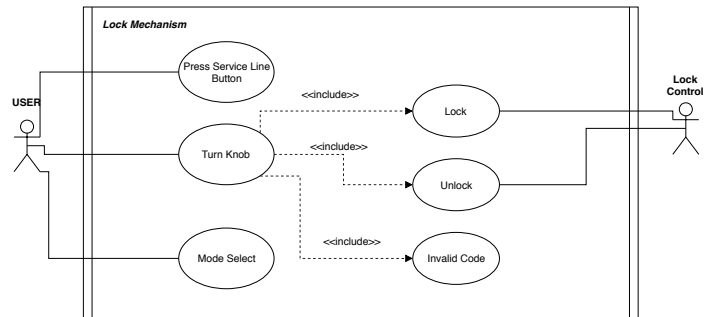 Lock Mechanism
Press Service Line
Button
USER
<<include>>
Lock
Lock
Control
Turn Knob
<<include>>
Unlock
<<include>>
Mode Select
Invalid Code